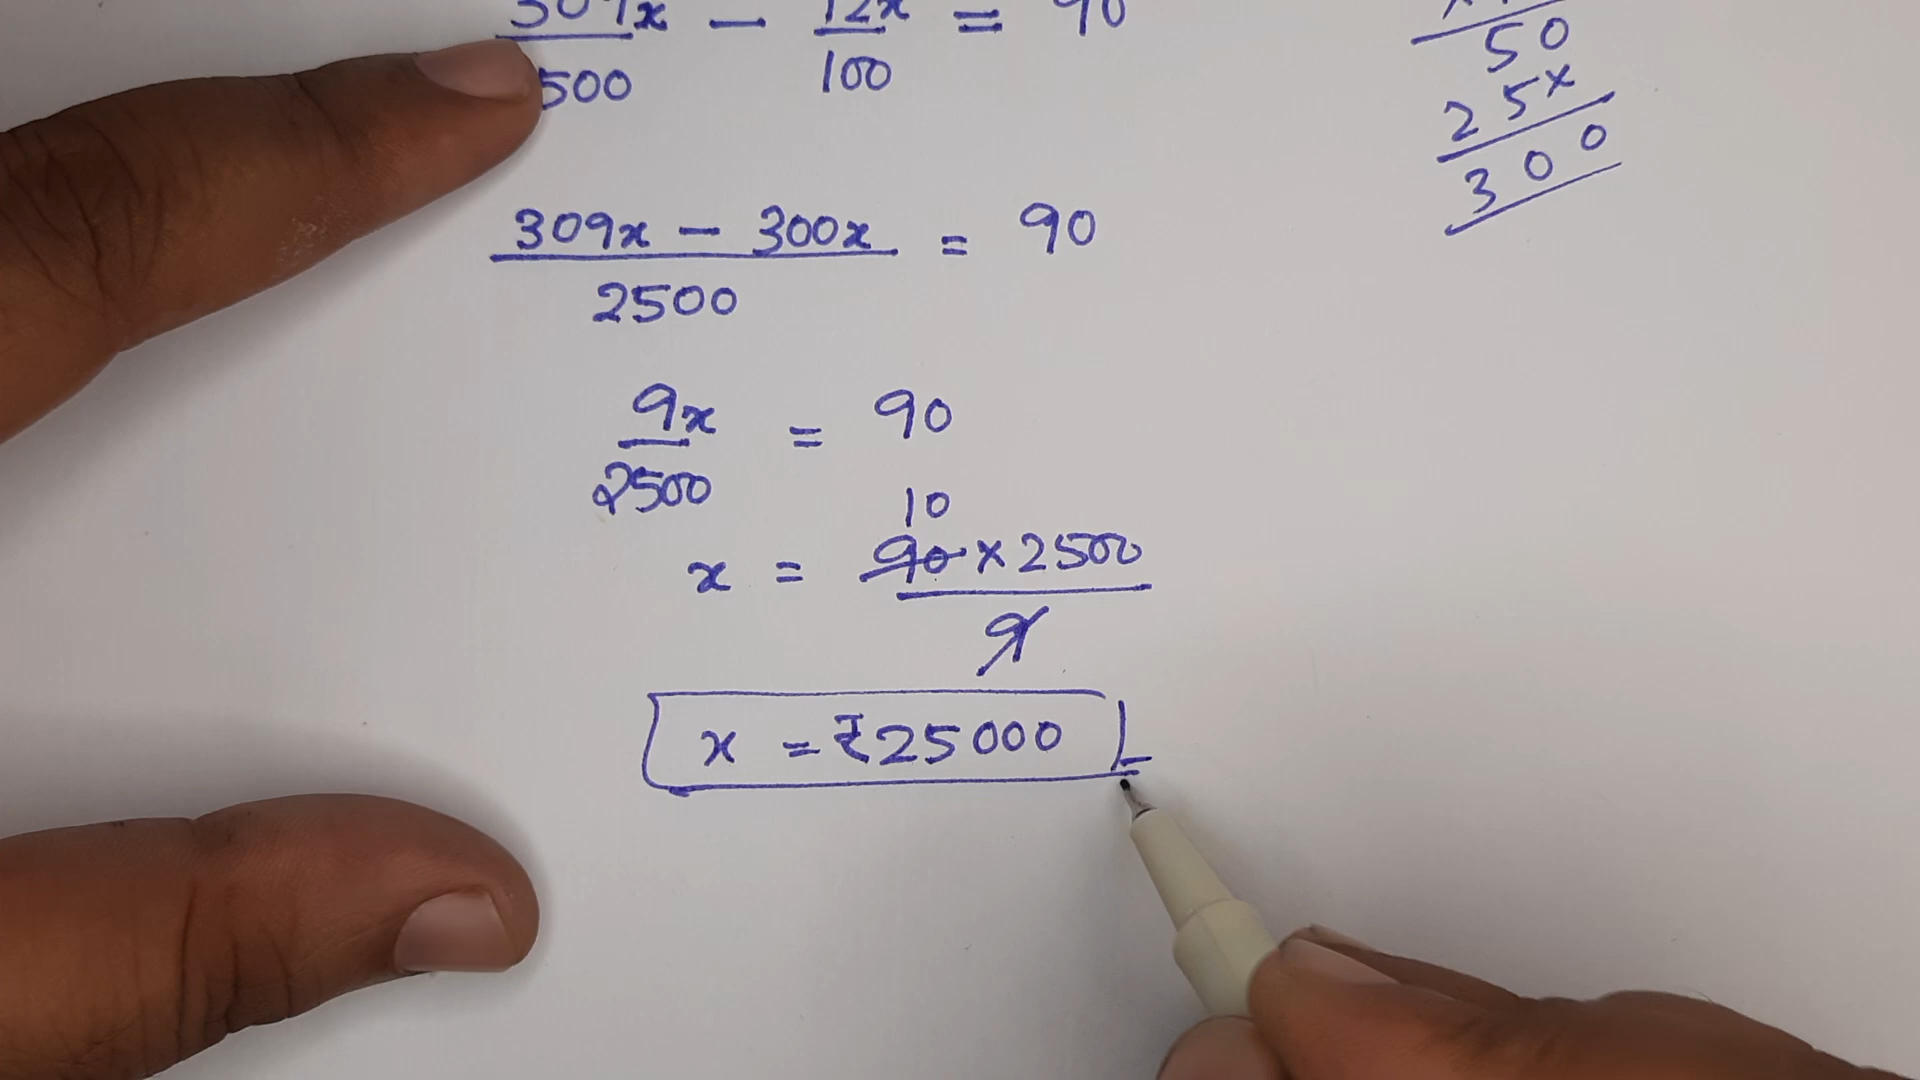 309x - 12x = 90
500 100
309x - 300x = 90
2500
9x = 90
2500
10
x = 90 x 2500
9
x = ₹25000
50
25x
300